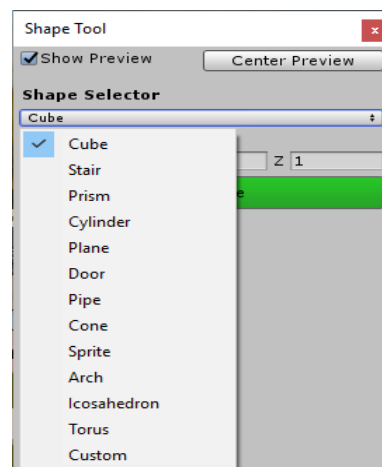 Shape Tool
x
Show Preview
Center Preview
Shape Selector
Cube
Cube
Z 1
Stair
Prism
e
Cylinder
Plane
Door
Pipe
Cone
Sprite
Arch
Icosahedron
Torus
Custom